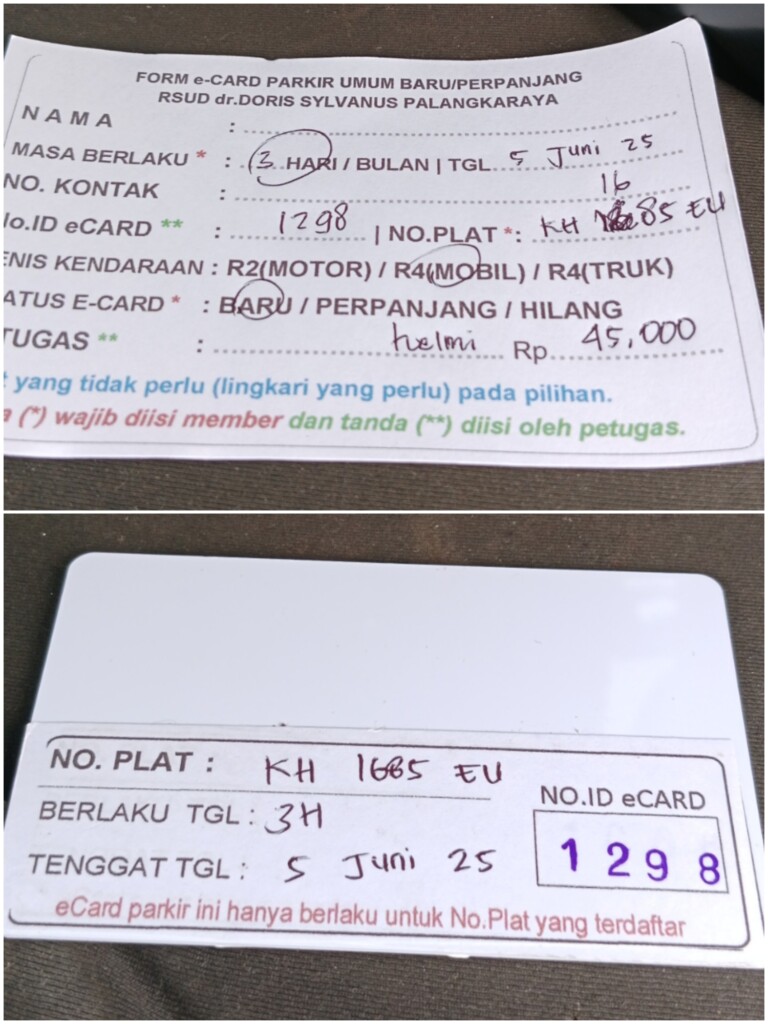 FORM e-CARD PARKIR UMUM BARU/PERPANJANG
RSUD dr.DORIS SYLVANUS PALANGKARAYA
NAMA :
MASA BERLAKU * : 3 HARI / BULAN | TGL 5 Juni 25
NO. KONTAK :
16
No.ID eCARD ** : 1298 | NO.PLAT *: KH 85 EU
ENIS KENDARAAN : R2(MOTOR) / R4(MOBIL) / R4(TRUK)
ATUS E-CARD * : BARU / PERPANJANG / HILANG
TUGAS ** : helmi Rp. 45,000
yang tidak perlu (lingkari yang perlu) pada pilihan.
a (*) wajib diisi member dan tanda (**) diisi oleh petugas.
NO. PLAT : KH 1685 EU
BERLAKU TGL : 3H
TENGGAT TGL : 5 Juni 25
NO.ID eCARD
1298
eCard parkir ini hanya berlaku untuk No.Plat yang terdaftar